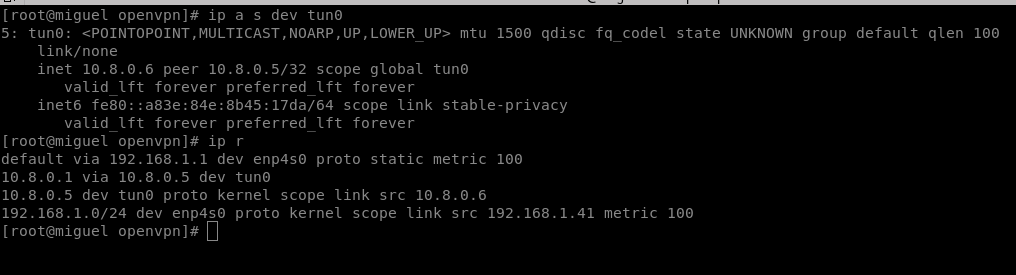 [root@miguel openvpn]# ip a s dev tun0
5: tun0: <POINTOPOINT,MULTICAST,NOARP,UP,LOWER_UP> mtu 1500 qdisc fq_codel state UNKNOWN group default qlen 100
    link/none
    inet 10.8.0.6 peer 10.8.0.5/32 scope global tun0
       valid_lft forever preferred_lft forever
    inet6 fe80::a83e:84e:8b45:17da/64 scope link stable-privacy
       valid_lft forever preferred_lft forever
[root@miguel openvpn]# ip r
default via 192.168.1.1 dev enp4s0 proto static metric 100
10.8.0.1 via 10.8.0.5 dev tun0
10.8.0.5 dev tun0 proto kernel scope link src 10.8.0.6
192.168.1.0/24 dev enp4s0 proto kernel scope link src 192.168.1.41 metric 100
[root@miguel openvpn]#